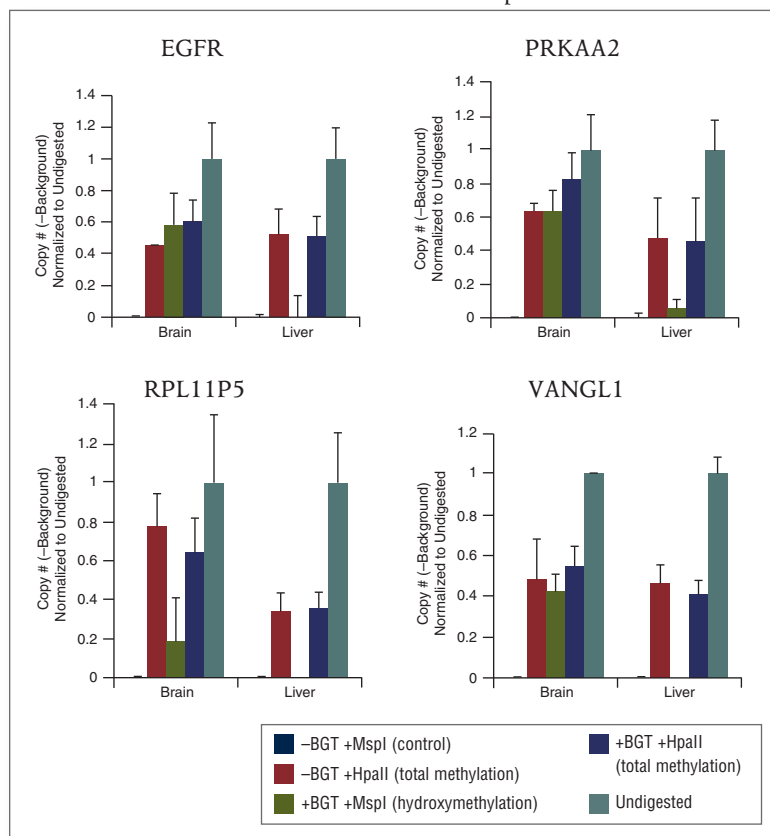 EGFR
PRKAA2
Copy # (–Background)
Normalized to Undigested
1.4
1.2
1
0.8
0.6
0.4
0.2
0
Brain
Liver
Copy # (–Background)
Normalized to Undigested
1.4
1.2
1
0.8
0.6
0.4
0.2
0
Brain
Liver
RPL11P5
VANGL1
Copy # (–Background)
Normalized to Undigested
1.4
1.2
1
0.8
0.6
0.4
0.2
0
Brain
Liver
Copy # (–Background)
Normalized to Undigested
1.2
1
0.8
0.6
0.4
0.2
0
Brain
Liver
–BGT +MspI (control)
–BGT +HpaII (total methylation)
+BGT +MspI (hydroxymethylation)
+BGT +HpaII
(total methylation)
Undigested